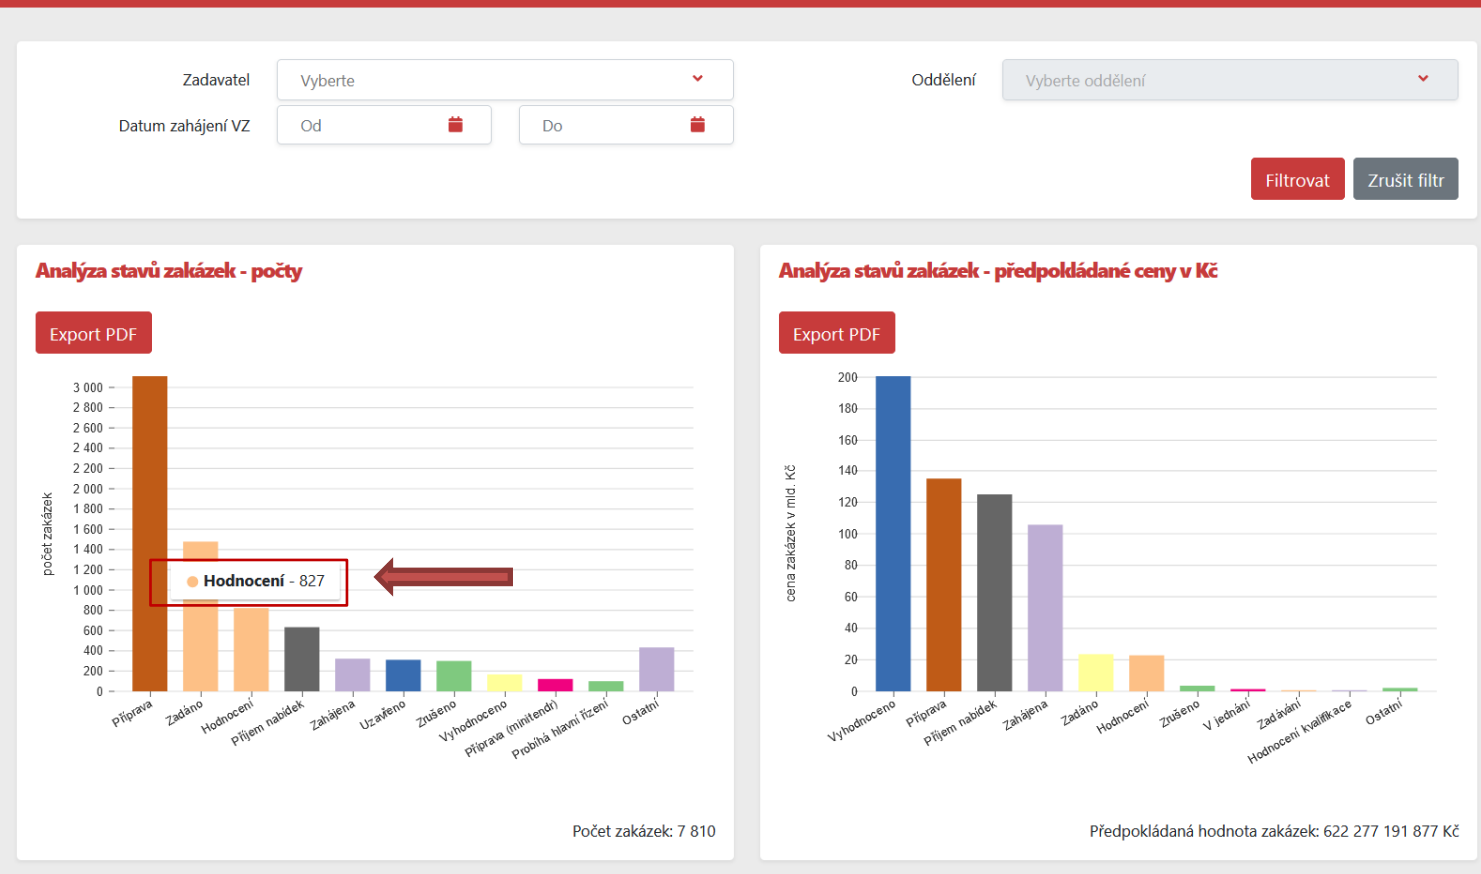 Zadavatel Vyberte Oddělení Vyberte oddělení
Datum zahájení VZ Od Do
Filtrovat Zrušit filtr
Analýza stavů zakázek - počty
Export PDF
počet zakázek
3 000
2 800
2 600
2 400
2 200
2 000
1 800
1 600
1 400
1 200
1 000
800
600
400
200
0
Hodnocení - 827
Příprava
Zadáno
Hodnocení
Příjem nabídek
Zahájena
Uzavřeno
Zrušeno
Vyhodnoceno
Příprava (minitendr)
Probíhá hlavní řízení
Ostatní
Počet zakázek: 7 810
Analýza stavů zakázek - předpokládané ceny v Kč
Export PDF
cena zakázek v mld. Kč
200
180
160
140
120
100
80
60
40
20
0
Vyhodnoceno
Příprava
Příjem nabídek
Zahájena
Zadáno
Hodnocení
Zrušeno
V jednání
Zadávání
Hodnocení kvalifikace
Ostatní
Předpokládaná hodnota zakázek: 622 277 191 877 Kč